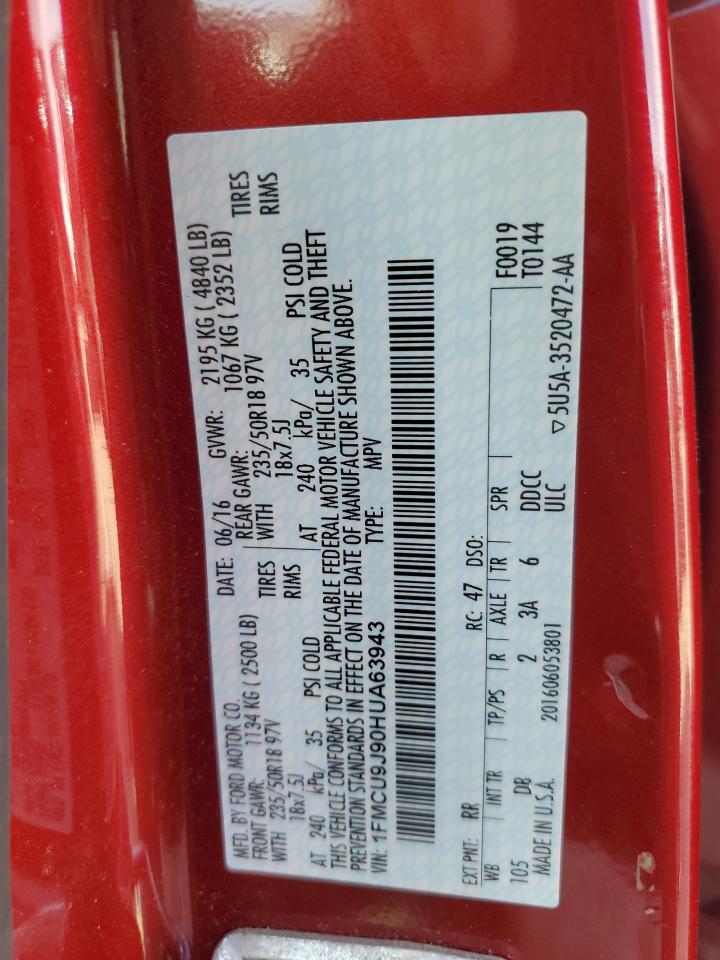 MFD. BY FORD MOTOR CO. DATE: 06/16 GVWR: 2195 KG ( 4840 LB)
FRONT GAWR: 1134 KG ( 2500 LB) REAR GAWR: 1067 KG ( 2352 LB)
WITH 235/50R18 97V TIRES WITH 235/50R18 97V TIRES
18x7.5J RIMS 18x7.5J RIMS
AT 240 kPa/ 35 PSI COLD AT 240 kPa/ 35 PSI COLD
THIS VEHICLE CONFORMS TO ALL APPLICABLE FEDERAL MOTOR VEHICLE SAFETY AND THEFT
PREVENTION STANDARDS IN EFFECT ON THE DATE OF MANUFACTURE SHOWN ABOVE.
VIN: 1FMCU9J90HUA63943 TYPE: MPV
EXT PNT: RR RC: 47 DSO:
WB INT TR TP/PS R AXLE TR SPR F0019
105 D8 2 3A 6 DDCC T0144
MADE IN U.S.A. 201606053801 ULC ▽5U5A-3520472-AA